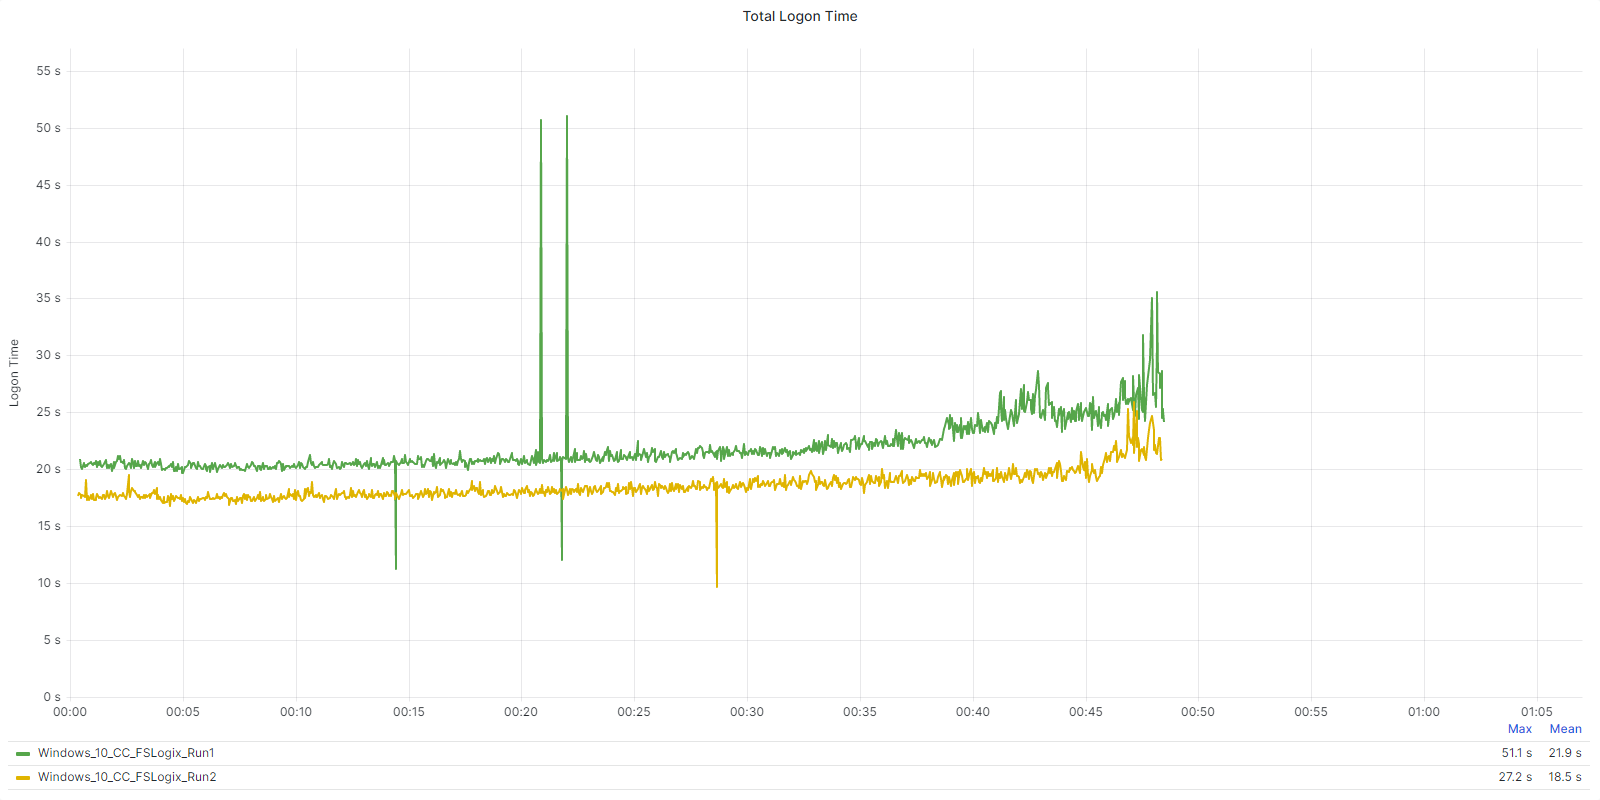 Total Logon Time
55 s
50 s
45 s
40 s
35 s
30 s
25 s
20 s
15 s
10 s
5 s
0 s
Logon Time
00:00 00:05 00:10 00:15 00:20 00:25 00:30 00:35 00:40 00:45 00:50 00:55 01:00 01:05
Max Mean
Windows_10_CC_FSLogix_Run1 51.1 s 21.9 s
Windows_10_CC_FSLogix_Run2 27.2 s 18.5 s